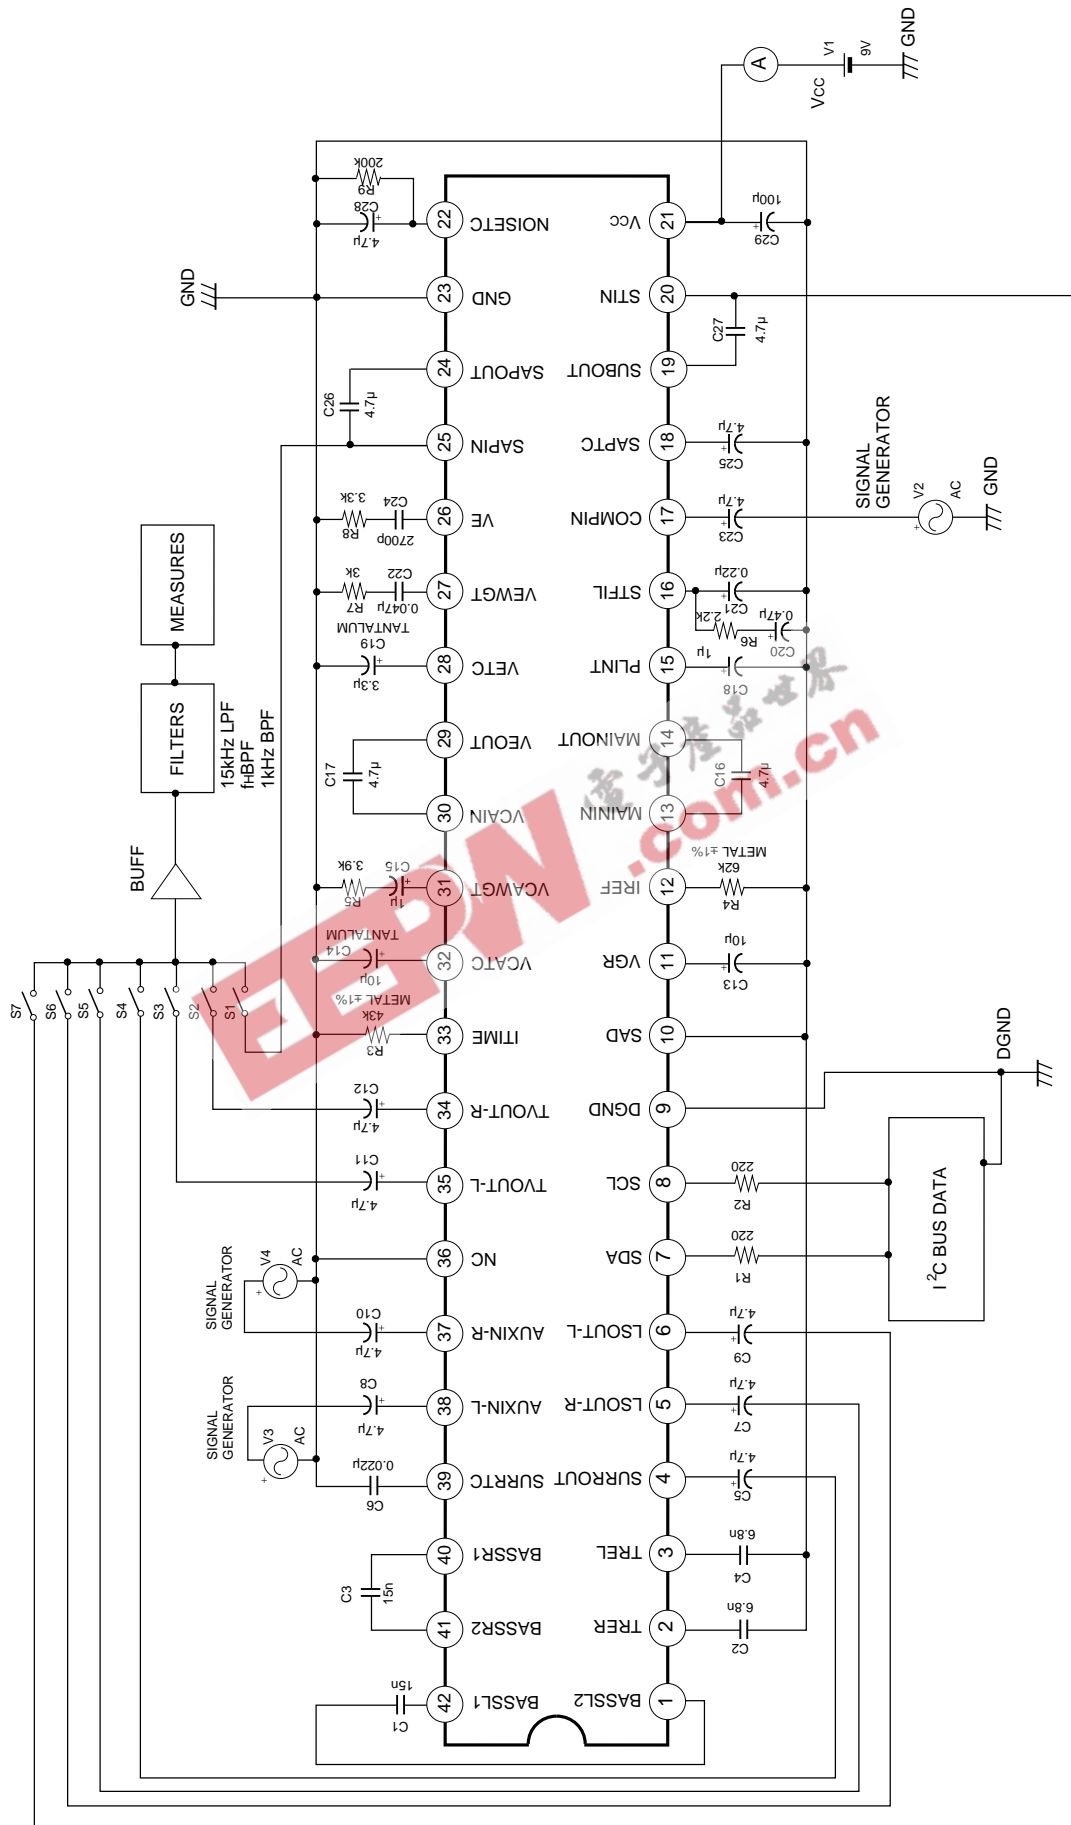 GND
A
V1
VCC
9V
GND
R9
200k
C28
4.7µ
22
NOISETC
VCC
21
C29
100µ
23
GND
STIN
20
24
SAPOUT
SUBOUT
19
C27
4.7µ
C26
4.7µ
25
SAPIN
SAPTC
18
C25
4.7µ
MEASURES
R8
3.3k
C24
2700p
26
VE
COMPIN
17
C23
4.7µ
SIGNAL
GENERATOR
V2
AC
GND
R7
3k
C22
0.047µ
27
VEWGT
STFIL
16
C21
0.22µ
R6
2.2k
C20
0.47µ
TANTALUM
C19
3.3µ
28
VETC
PLINT
15
1µ
C18
FILTERS
15kHz LPF
fHBPF
1kHz BPF
29
VEOUT
MAINOUT
14
C17
4.7µ
C16
4.7µ
30
VCAIN
MAININ
13
電子產品世界
.com.cn
EEPW
BUFF
R5
3.9k
C15
1µ
31
VCAWGT
IREF
12
R4
62k
METAL ±1%
TANTALUM
C14
10µ
32
VCATC
VGR
11
C13
10µ
S7
S6
S5
S4
S3
S2
S1
METAL ±1%
43k
R3
33
ITIME
SAD
10
C12
4.7µ
34
TVOUT-R
DGND
9
DGND
C11
4.7µ
35
TVOUT-L
SCL
8
R2
220
I2C BUS DATA
36
NC
SDA
7
R1
220
SIGNAL
GENERATOR
V4
AC
C10
4.7µ
37
AUXIN-R
LSOUT-L
6
C9
4.7µ
SIGNAL
GENERATOR
V3
AC
C8
4.7µ
38
AUXIN-L
LSOUT-R
5
C7
4.7µ
C6
0.022µ
39
SURRTC
SURROUT
4
C5
4.7µ
40
BASSR1
TREL
3
C4
6.8n
C3
15n
41
BASSR2
TRER
2
C2
6.8n
C1
15n
42
BASSL1
BASSL2
1